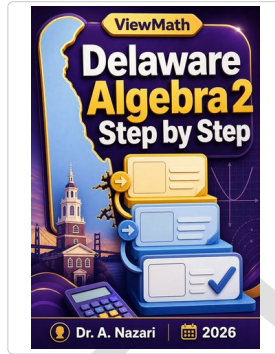 ViewMath
Delaware
Algebra 2
Step by Step
Dr. A. Nazari
2026